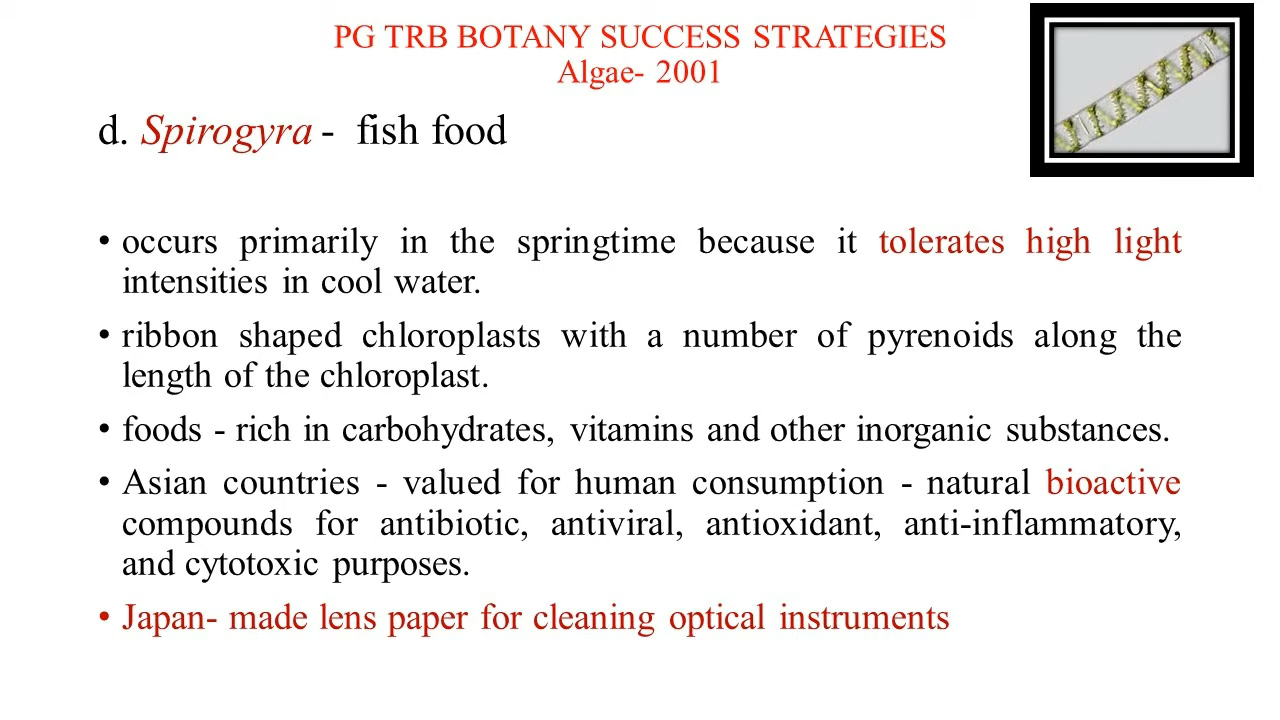 PG TRB BOTANY SUCCESS STRATEGIES
Algae- 2001
d. Spirogyra - fish food
• occurs primarily in the springtime because it tolerates high light
intensities in cool water.
• ribbon shaped chloroplasts with a number of pyrenoids along the
length of the chloroplast.
• foods - rich in carbohydrates, vitamins and other inorganic substances.
• Asian countries - valued for human consumption - natural bioactive
compounds for antibiotic, antiviral, antioxidant, anti-inflammatory,
and cytotoxic purposes.
• Japan- made lens paper for cleaning optical instruments